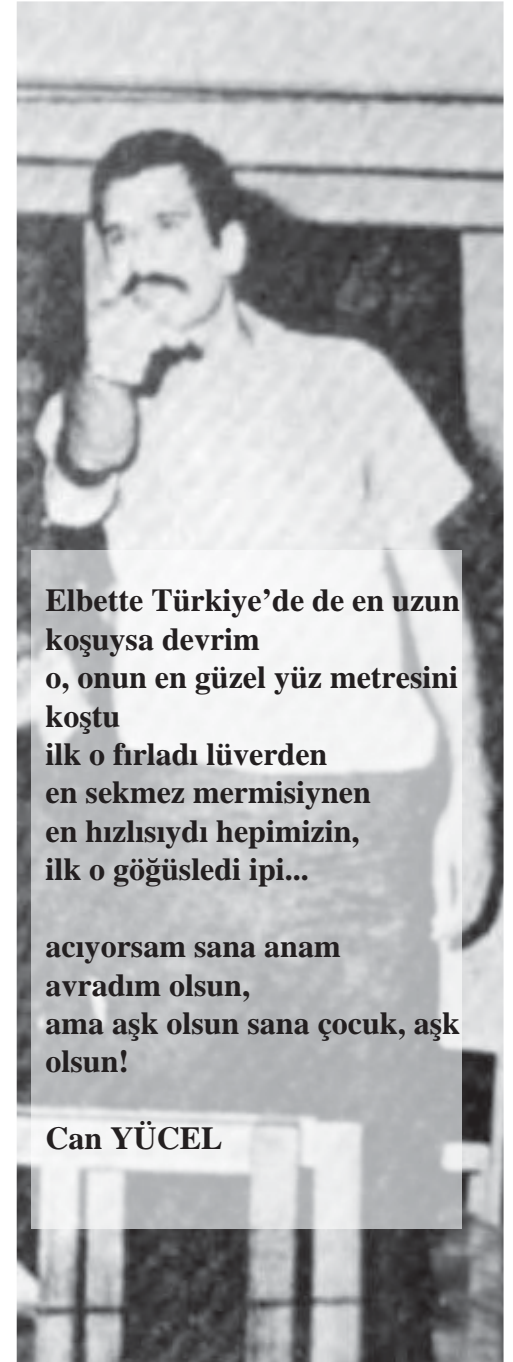 Elbette Türkiye’de de en uzun
koşuysa devrim
o, onun en güzel yüz metresini
koştu
ilk o fırladı lüverden
en sekmez mermisiynen
en hızlısıydı hepimizin,
ilk o göğüsledi ipi...
acıyorsam sana anam
avradım olsun,
ama aşk olsun sana çocuk, aşk
olsun!
Can YÜCEL